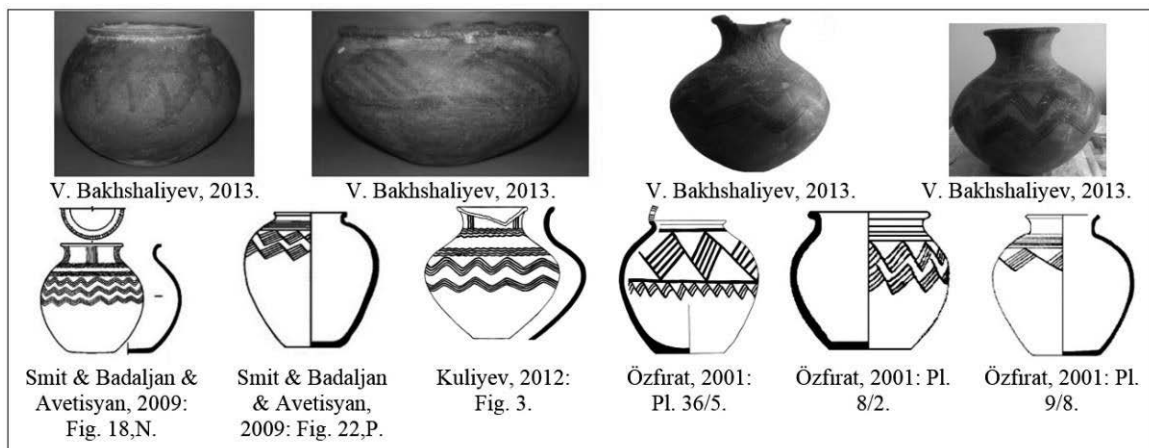 V. Bakhshaliyev, 2013.
V. Bakhshaliyev, 2013.
V. Bakhshaliyev, 2013.
V. Bakhshaliyev, 2013.
Smit & Badaljan &
Avetisyan, 2009:
Fig. 18,N.
Smit & Badaljan
& Avetisyan,
2009: Fig. 22,P.
Kuliyev, 2012:
Fig. 3.
Özfırat, 2001:
Pl. 36/5.
Özfırat, 2001: Pl.
8/2.
Özfırat, 2001: Pl.
9/8.